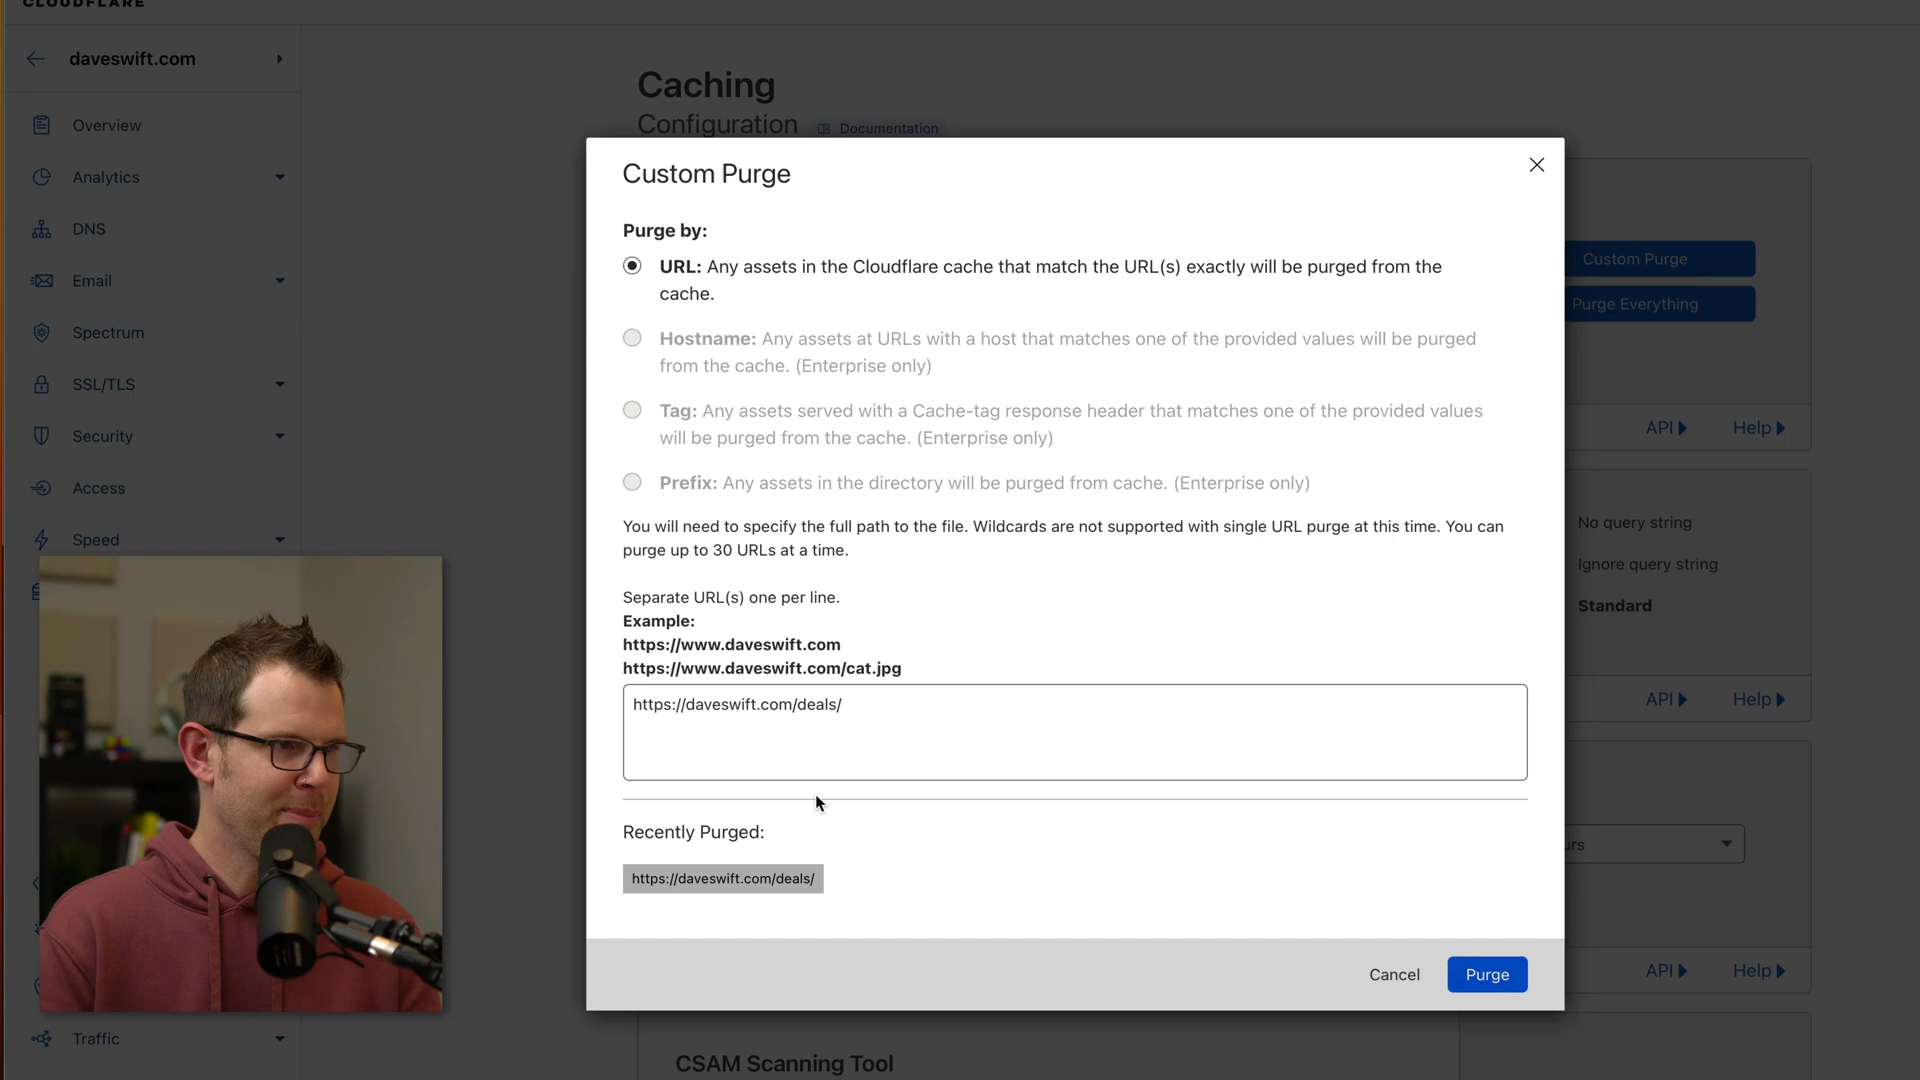 CLOUDFLARE
daveswift.com
Overview
Analytics
DNS
Email
Spectrum
SSL/TLS
Security
Access
Speed
Traffic
Caching
Configuration
Documentation
Custom Purge
Purge by:
URL: Any assets in the Cloudflare cache that match the URL(s) exactly will be purged from the
cache.
Hostname: Any assets at URLs with a host that matches one of the provided values will be purged
from the cache. (Enterprise only)
Tag: Any assets served with a Cache-tag response header that matches one of the provided values
will be purged from the cache. (Enterprise only)
Prefix: Any assets in the directory will be purged from cache. (Enterprise only)
You will need to specify the full path to the file. Wildcards are not supported with single URL purge at this time. You can
purge up to 30 URLs at a time.
Separate URL(s) one per line.
Example:
https://www.daveswift.com
https://www.daveswift.com/cat.jpg
https://daveswift.com/deals/
Recently Purged:
https://daveswift.com/deals/
Cancel
Purge
Custom Purge
Purge Everything
API
Help
No query string
Ignore query string
Standard
API
Help
API
Help
CSAM Scanning Tool